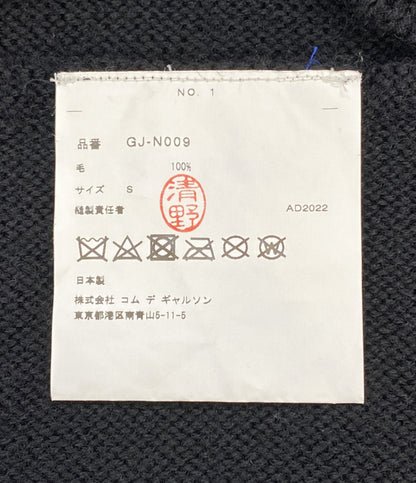 NO. 1
品番 GJ-N009
毛 100%
サイズ S
清野
縫製責任者 AD2022
日本製
株式会社 コム デ ギャルソン
東京都港区南青山5-11-5